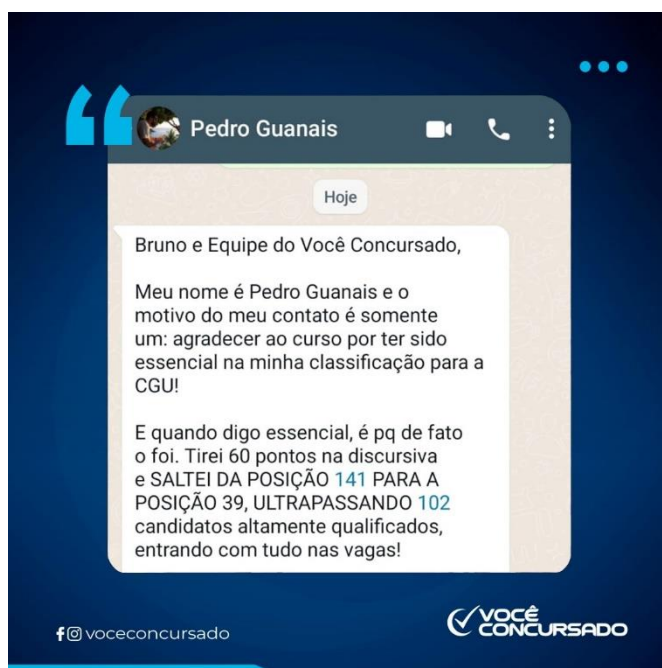 Pedro Guanais
Hoje
Bruno e Equipe do Você Concursado,
Meu nome é Pedro Guanais e o
motivo do meu contato é somente
um: agradecer ao curso por ter sido
essencial na minha classificação para a
CGU!
E quando digo essencial, é pq de fato
o foi. Tirei 60 pontos na discursiva
e SALTEI DA POSIÇÃO 141 PARA A
POSIÇÃO 39, ULTRAPASSANDO 102
candidatos altamente qualificados,
entrando com tudo nas vagas!
voceconcursado
VOCÊ
CONCURSADO